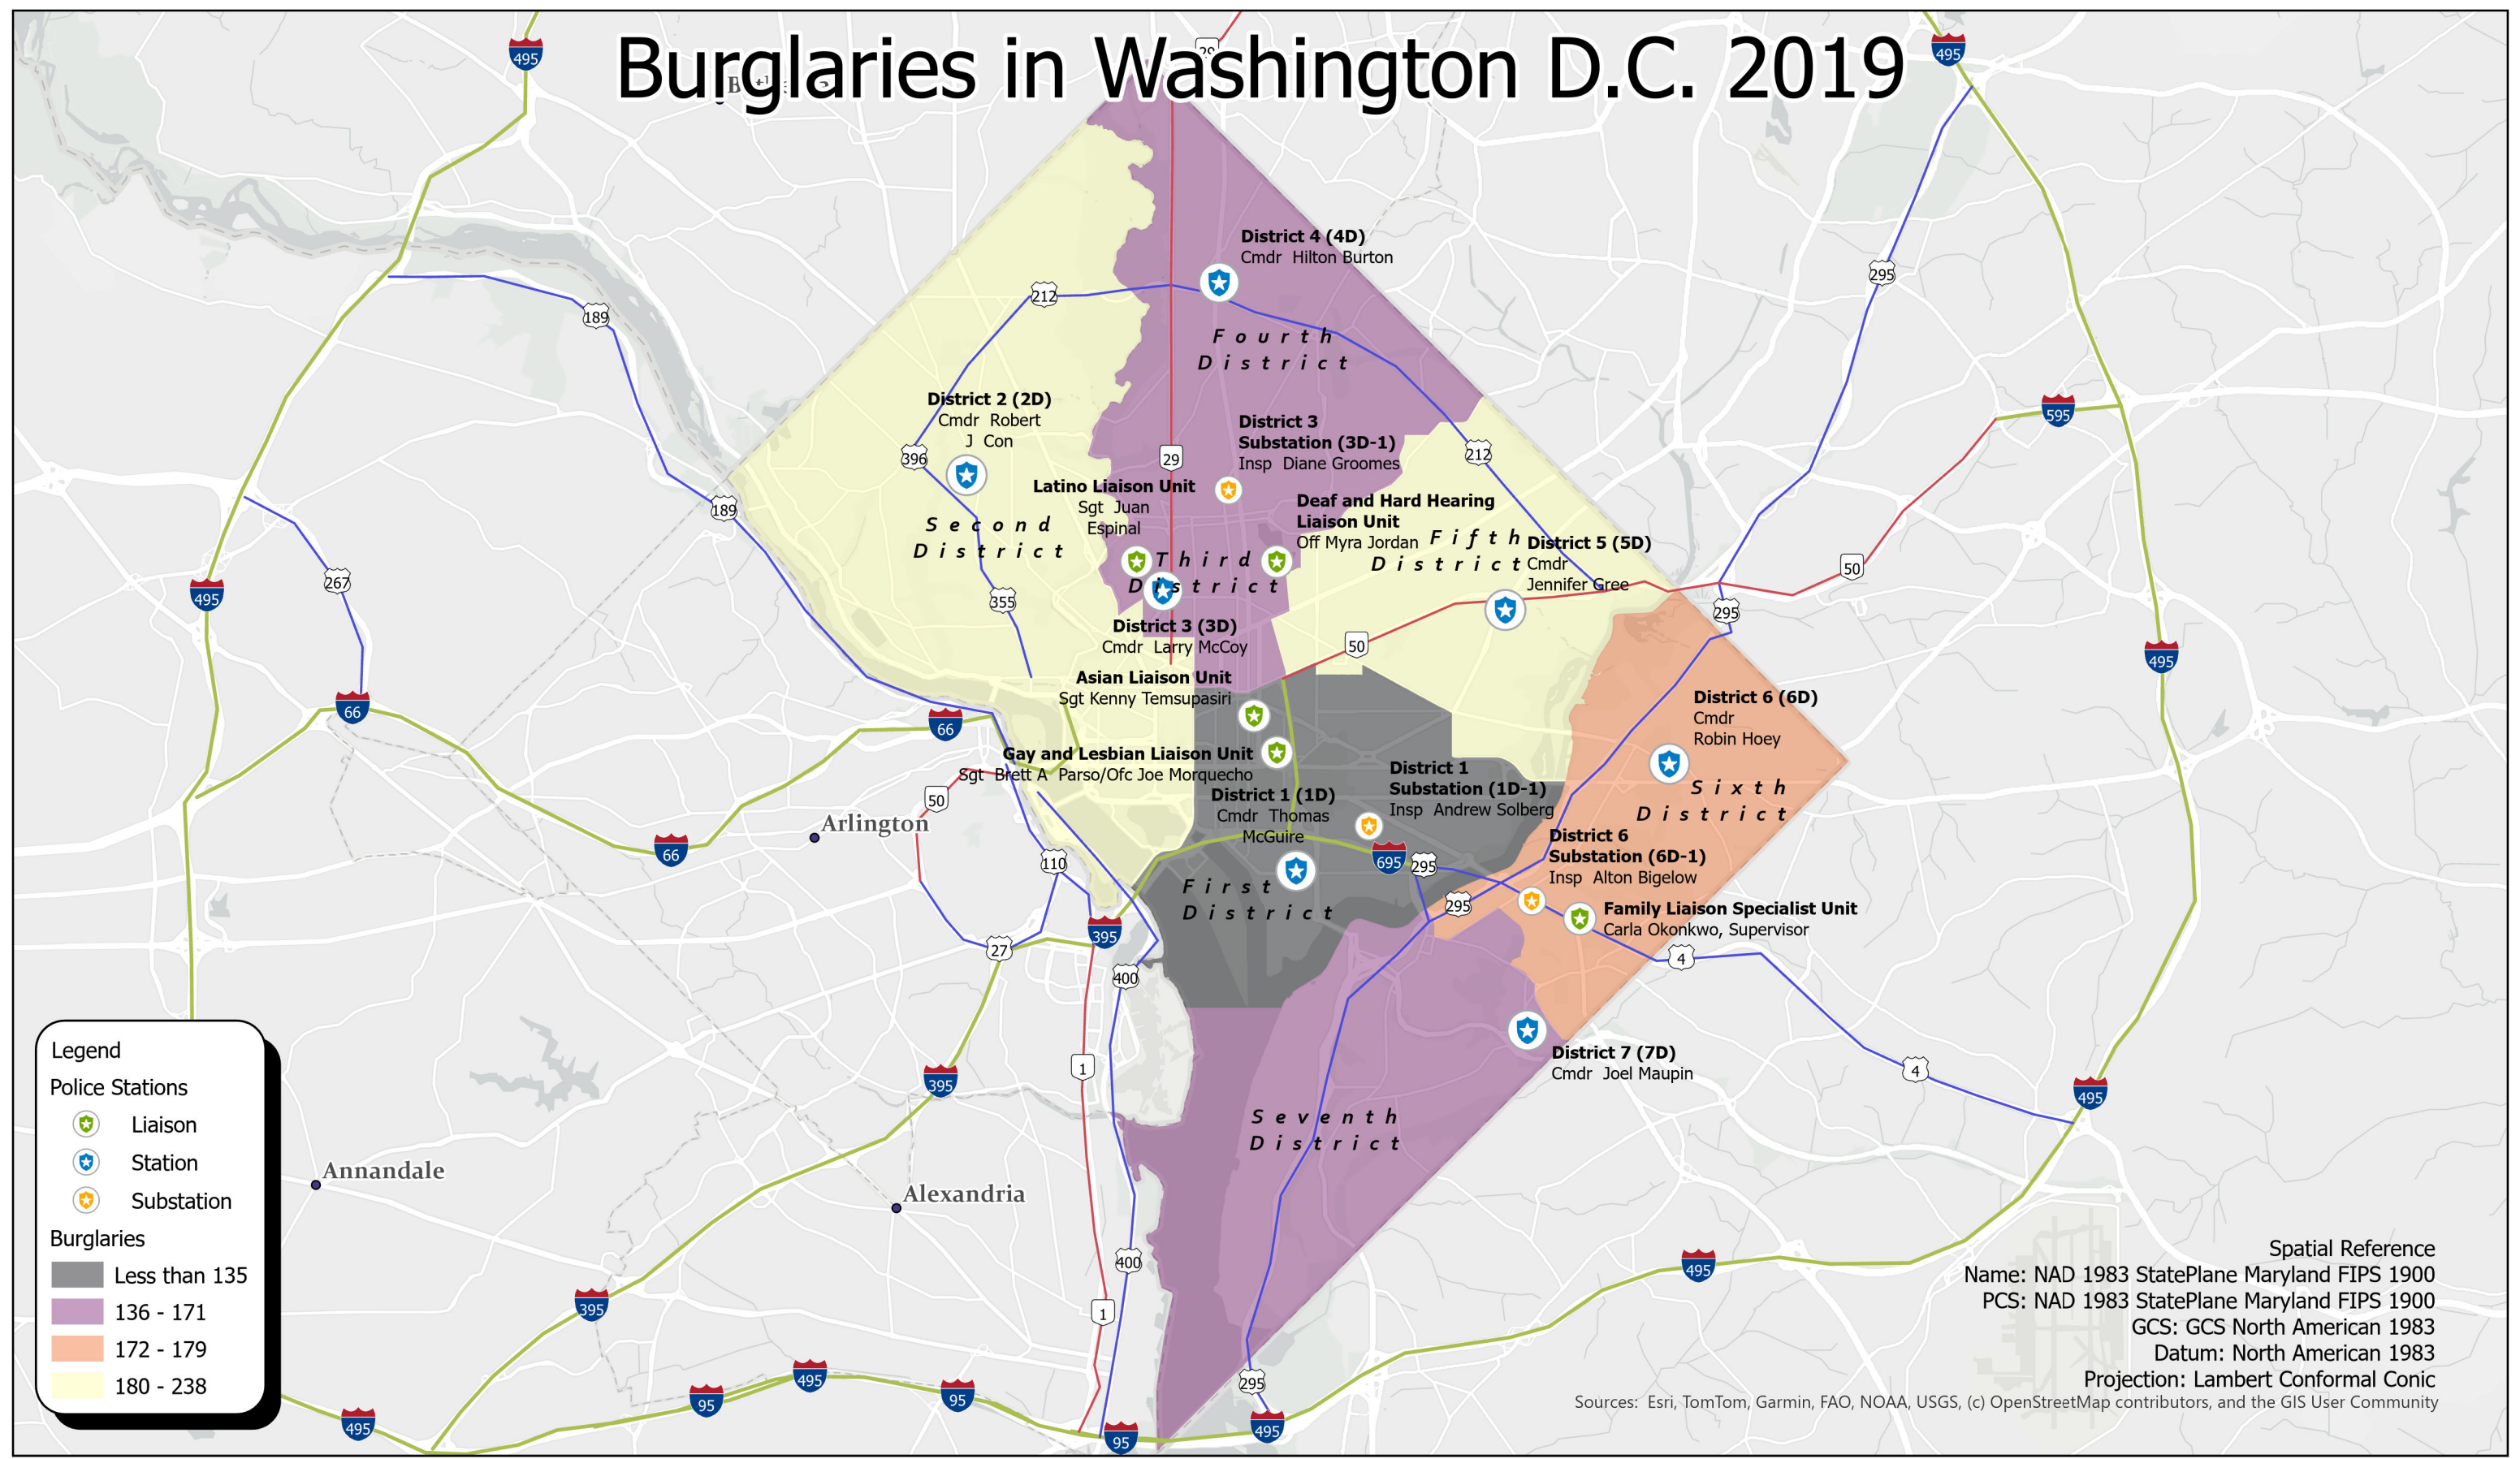 Burglaries in Washington D.C. 2019
495
29
495
District 4 (4D)
Cmdr Hilton Burton
295
212
189
Fourth
District
District 2 (2D)
Cmdr Robert
J Con
595
District 3
Substation (3D-1)
Insp Diane Groomes
396
29
212
Latino Liaison Unit
Sgt Juan
Espinal
Deaf and Hard Hearing
Liaison Unit
Off Myra Jordan
189
Second
District
Fifth
District
District 5 (5D)
Cmdr
Jennifer Gree
Third
District
50
267
495
355
295
District 3 (3D)
Cmdr Larry McCoy
50
495
Asian Liaison Unit
Sgt Kenny Temsupasiri
District 6 (6D)
Cmdr
Robin Hoey
66
66
Gay and Lesbian Liaison Unit
Sgt Brett A Parso/Ofc Joe Morquecho
District 1
Substation (1D-1)
Insp Andrew Solberg
Sixth
District
50
District 1 (1D)
Cmdr Thomas
McGuire
Arlington
66
District 6
Substation (6D-1)
Insp Alton Bigelow
110
695
295
First
District
295
Family Liaison Specialist Unit
Carla Okonkwo, Supervisor
395
27
4
400
District 7 (7D)
Cmdr Joel Maupin
1
395
4
495
Seventh
District
Annandale
Alexandria
400
495
395
1
495
95
95
295
495
495
95
Legend
Police Stations
Liaison
Station
Substation
Burglaries
Less than 135
136 - 171
172 - 179
180 - 238
Spatial Reference
Name: NAD 1983 StatePlane Maryland FIPS 1900
PCS: NAD 1983 StatePlane Maryland FIPS 1900
GCS: GCS North American 1983
Datum: North American 1983
Projection: Lambert Conformal Conic
Sources: Esri, TomTom, Garmin, FAO, NOAA, USGS, (c) OpenStreetMap contributors, and the GIS User Community